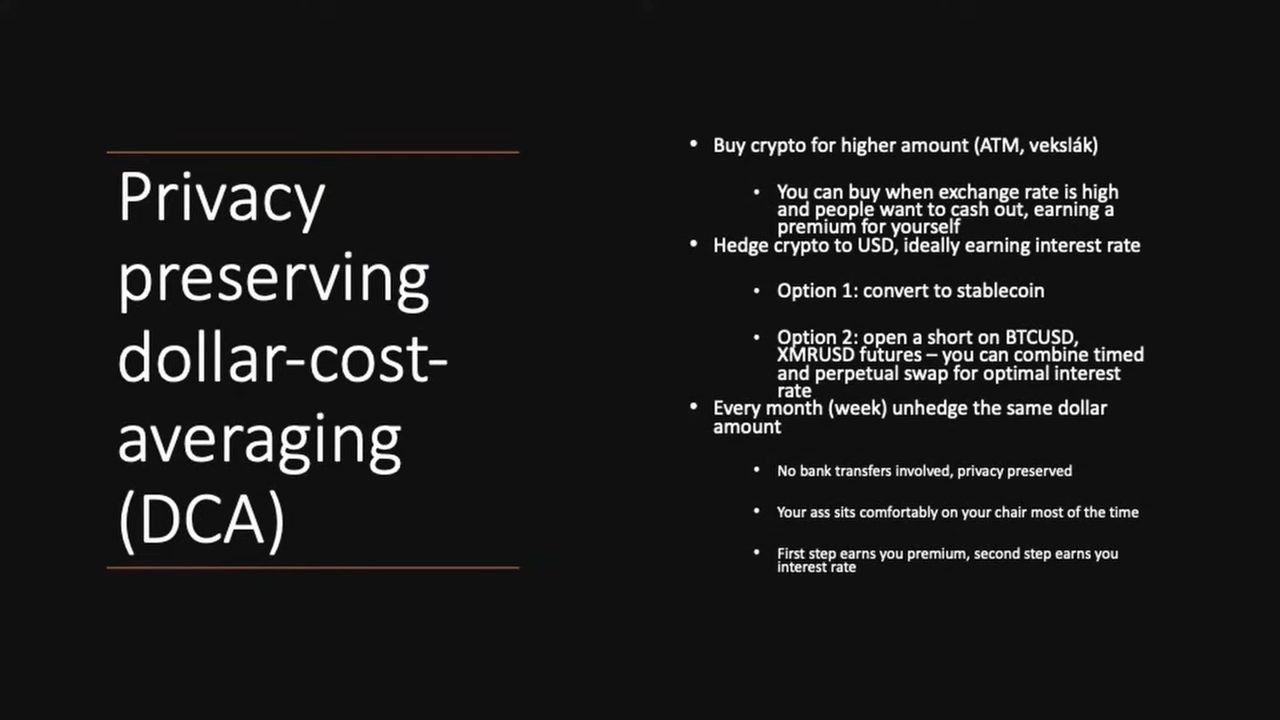 Privacy
preserving
dollar-cost-
averaging
(DCA)
• Buy crypto for higher amount (ATM, vekslák)
• You can buy when exchange rate is high
and people want to cash out, earning a
premium for yourself
• Hedge crypto to USD, ideally earning interest rate
• Option 1: convert to stablecoin
• Option 2: open a short on BTCUSD,
XMRUSD futures – you can combine timed
and perpetual swap for optimal interest
rate
• Every month (week) unhedge the same dollar
amount
• No bank transfers involved, privacy preserved
• Your ass sits comfortably on your chair most of the time
• First step earns you premium, second step earns you
interest rate